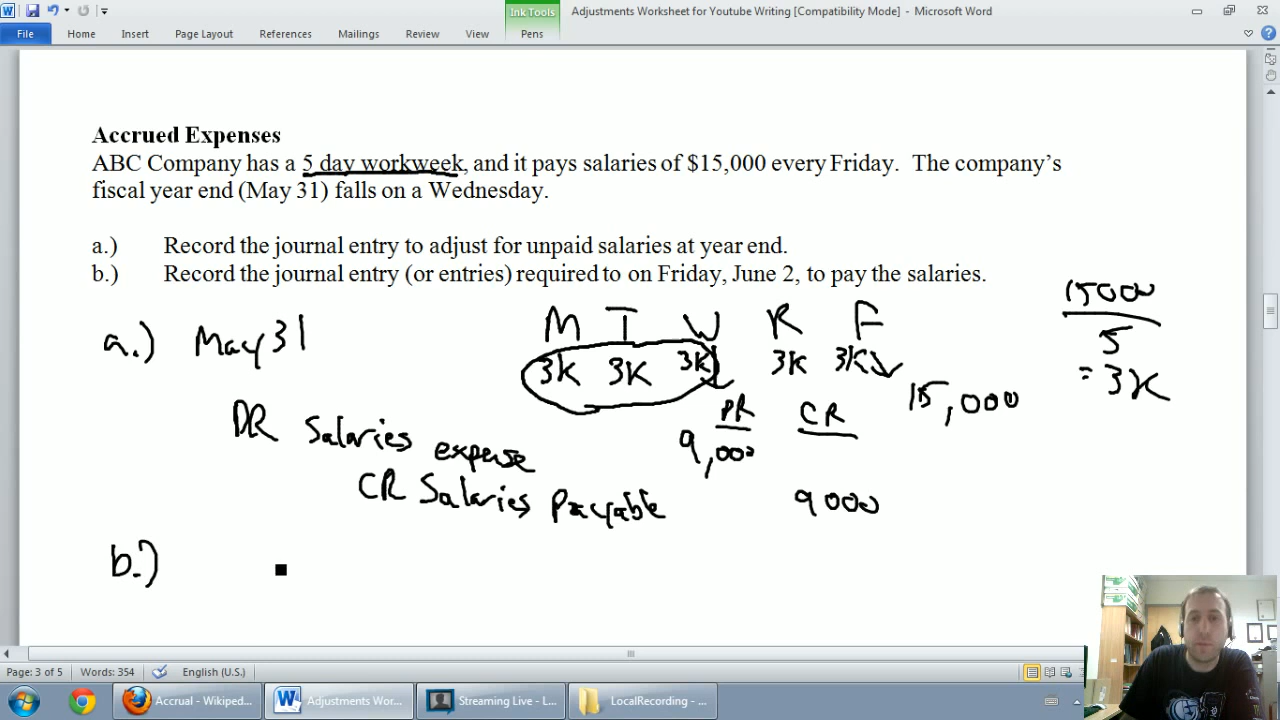 Ink Tools
Adjustments Worksheet for Youtube Writing [Compatibility Mode] - Microsoft Word
File Home Insert Page Layout References Mailings Review View Pens
Accrued Expenses
ABC Company has a 5 day workweek, and it pays salaries of $15,000 every Friday. The company's
fiscal year end (May 31) falls on a Wednesday.
a.) Record the journal entry to adjust for unpaid salaries at year end.
b.) Record the journal entry (or entries) required to on Friday, June 2, to pay the salaries.
15000
5
= 3K
a.) May 31
M T W R F
3K 3K 3K 3K 3K
15,000
DR CR
DR Salaries expense 9,000
CR Salaries Payable 9000
b.)
Page: 3 of 5 Words: 354 English (U.S.)
Accrual - Wikiped... Adjustments Wor... Streaming Live - L... LocalRecording - ...